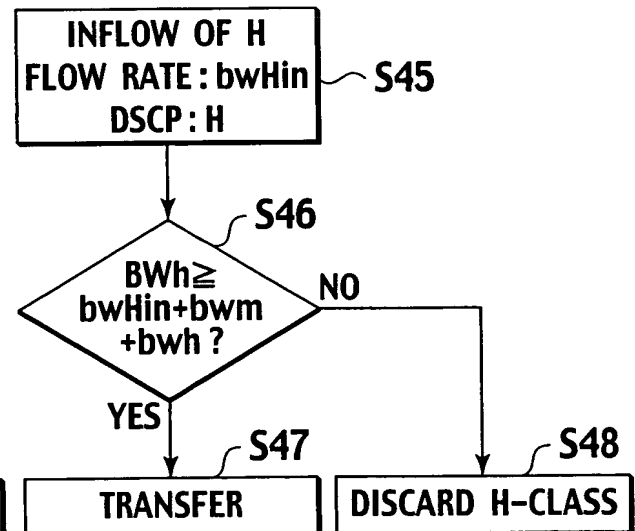 INFLOW OF H
FLOW RATE : bwHin
DSCP : H
S45
S46
BWh≧
bwHin+bwm
+bwh ?
NO
YES
S47
TRANSFER
S48
DISCARD H-CLASS